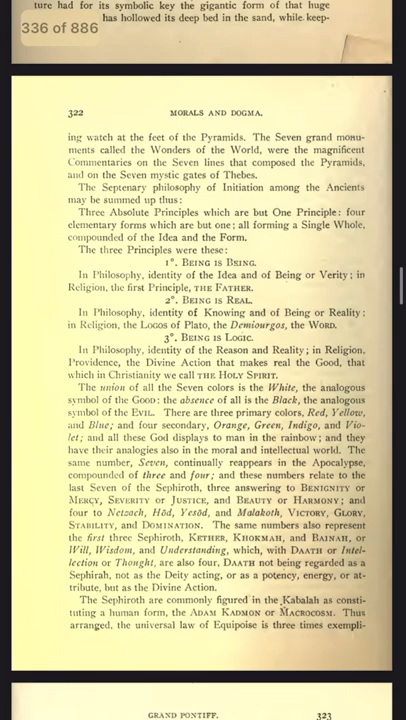 ture had for its symbolic key the gigantic form of that huge
has hollowed its deep bed in the sand, while keep-
336 of 886
322 MORALS AND DOGMA.
ing watch at the feet of the Pyramids. The Seven grand monu-
ments called the Wonders of the World, were the magnificent
Commentaries on the Seven lines that composed the Pyramids,
and on the Seven mystic gates of Thebes.
The Septenary philosophy of Initiation among the Ancients
may be summed up thus:
Three Absolute Principles which are but One Principle: four
elementary forms which are but one; all forming a Single Whole,
compounded of the Idea and the Form.
The three Principles were these:
1°. BEING IS BEING.
In Philosophy, identity of the Idea and of Being or Verity; in
Religion, the first Principle, THE FATHER.
2°. BEING IS REAL.
In Philosophy, identity of Knowing and of Being or Reality;
in Religion, the LOGOS of Plato, the Demiourgos, the WORD.
3°. BEING IS LOGIC.
In Philosophy, identity of the Reason and Reality; in Religion,
Providence, the Divine Action that makes real the Good, that
which in Christianity we call THE HOLY SPIRIT.
The union of all the Seven colors is the White, the analogous
symbol of the GOOD: the absence of all is the Black, the analogous
symbol of the EVIL. There are three primary colors, Red, Yellow,
and Blue; and four secondary, Orange, Green, Indigo, and Vio-
let; and all these God displays to man in the rainbow; and they
have their analogies also in the moral and intellectual world. The
same number, Seven, continually reappears in the Apocalypse,
compounded of three and four; and these numbers relate to the
last Seven of the Sephiroth, three answering to BENIGNITY or
MERCY, SEVERITY or JUSTICE, and BEAUTY or HARMONY; and
four to Netzach, Hōd, Yesōd, and Malakoth, VICTORY, GLORY,
STABILITY, and DOMINATION. The same numbers also represent
the first three Sephiroth, KETHER, KHOKMAH, and BAINAH, or
Will, Wisdom, and Understanding, which, with DAATH or Intel-
lection or Thought, are also four, DAATH not being regarded as a
Sephirah, not as the Deity acting, or as a potency, energy, or at-
tribute, but as the Divine Action.
The Sephiroth are commonly figured in the Kabalah as consti-
tuting a human form, the ADAM KADMON or MACROCOSM. Thus
arranged, the universal law of Equipoise is three times exempli-
GRAND PONTIFF. 323